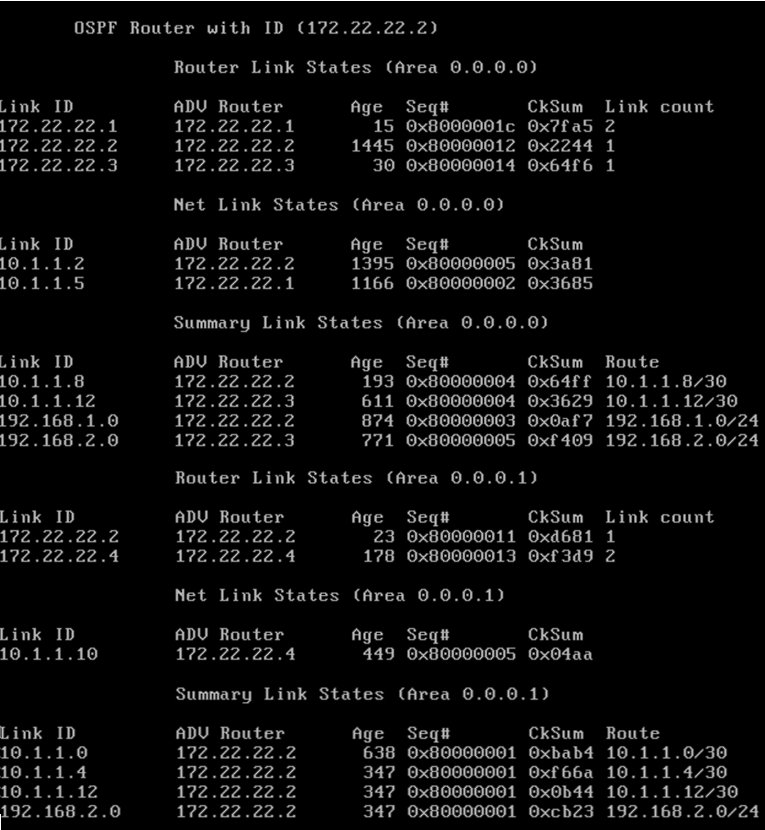 OSPF Router with ID (172.22.22.2)
Router Link States (Area 0.0.0.0)
Link ID ADV Router Age Seq# CkSum Link count
172.22.22.1 172.22.22.1 15 0x8000001c 0x7fa5 2
172.22.22.2 172.22.22.2 1445 0x80000012 0x2244 1
172.22.22.3 172.22.22.3 30 0x80000014 0x64f6 1
Net Link States (Area 0.0.0.0)
Link ID ADV Router Age Seq# CkSum
10.1.1.2 172.22.22.2 1395 0x80000005 0x3a81
10.1.1.5 172.22.22.1 1166 0x80000002 0x3685
Summary Link States (Area 0.0.0.0)
Link ID ADV Router Age Seq# CkSum Route
10.1.1.8 172.22.22.2 193 0x80000004 0x64ff 10.1.1.8/30
10.1.1.12 172.22.22.3 611 0x80000004 0x3629 10.1.1.12/30
192.168.1.0 172.22.22.2 874 0x80000003 0x0af7 192.168.1.0/24
192.168.2.0 172.22.22.3 771 0x80000005 0xf409 192.168.2.0/24
Router Link States (Area 0.0.0.1)
Link ID ADV Router Age Seq# CkSum Link count
172.22.22.2 172.22.22.2 23 0x80000011 0xd681 1
172.22.22.4 172.22.22.4 178 0x80000013 0xf3d9 2
Net Link States (Area 0.0.0.1)
Link ID ADV Router Age Seq# CkSum
10.1.1.10 172.22.22.4 449 0x80000005 0x04aa
Summary Link States (Area 0.0.0.1)
Link ID ADV Router Age Seq# CkSum Route
10.1.1.0 172.22.22.2 638 0x80000001 0xbab4 10.1.1.0/30
10.1.1.4 172.22.22.2 347 0x80000001 0xf66a 10.1.1.4/30
10.1.1.12 172.22.22.2 347 0x80000001 0x0b44 10.1.1.12/30
192.168.2.0 172.22.22.2 347 0x80000001 0xcb23 192.168.2.0/24